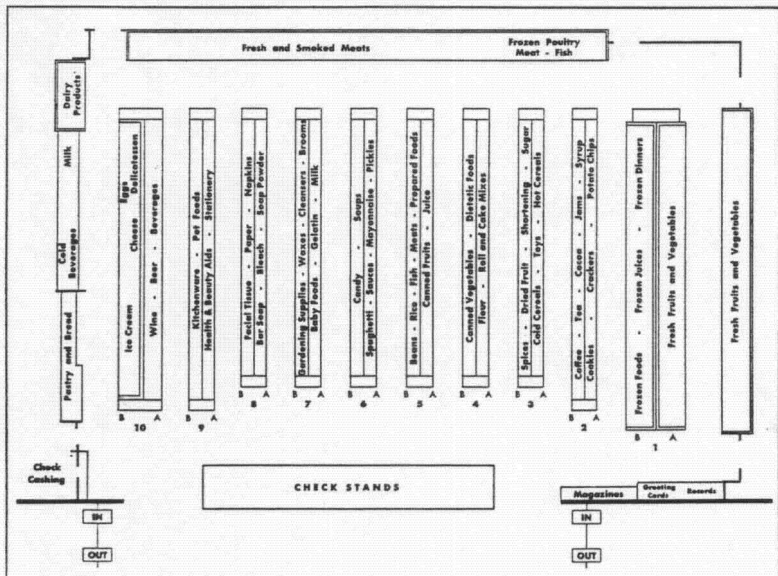 Fresh and Smoked Meats
Frozen Poultry
Meat - Fish
Dairy
Products
Milk
Cold
Beverages
Pastry and Bread
Ice Cream Cheese Eggs Delicatessen
Wine - Beer - Beverages
B A
10
Kitchenware - Pet Foods
Health & Beauty Aids Stationery
B A
9
Facial Tissue - Paper - Napkins
Bar Soap - Bleach - Soap Powder
B A
8
Gardening Supplies - Waxes - Cleansers - Brooms
Baby Foods - Gelatin - Milk
B A
7
Candy - Soups
Spaghetti - Sauces - Mayonnaise - Pickles
B A
6
Beans - Rice - Fish - Meats - Prepared Foods
Canned Fruits - Juice
B A
5
Canned Vegetables - Dietetic Foods
Flour - Roll and Cake Mixes
B A
4
Spices - Dried Fruit - Shortening - Sugar
Cold Cereals - Toys - Hot Cereals
B A
3
Coffee - Tea - Cocoa - Jams - Syrup
Cookies - Crackers - Potato Chips
B A
2
Frozen Foods - Frozen Juices - Frozen Dinners
Fresh Fruits and Vegetables
B A
1
Fresh Fruits and Vegetables
Check
Cashing
CHECK STANDS
Magazines
Greeting
Cards
Records
IN
OUT
IN
OUT